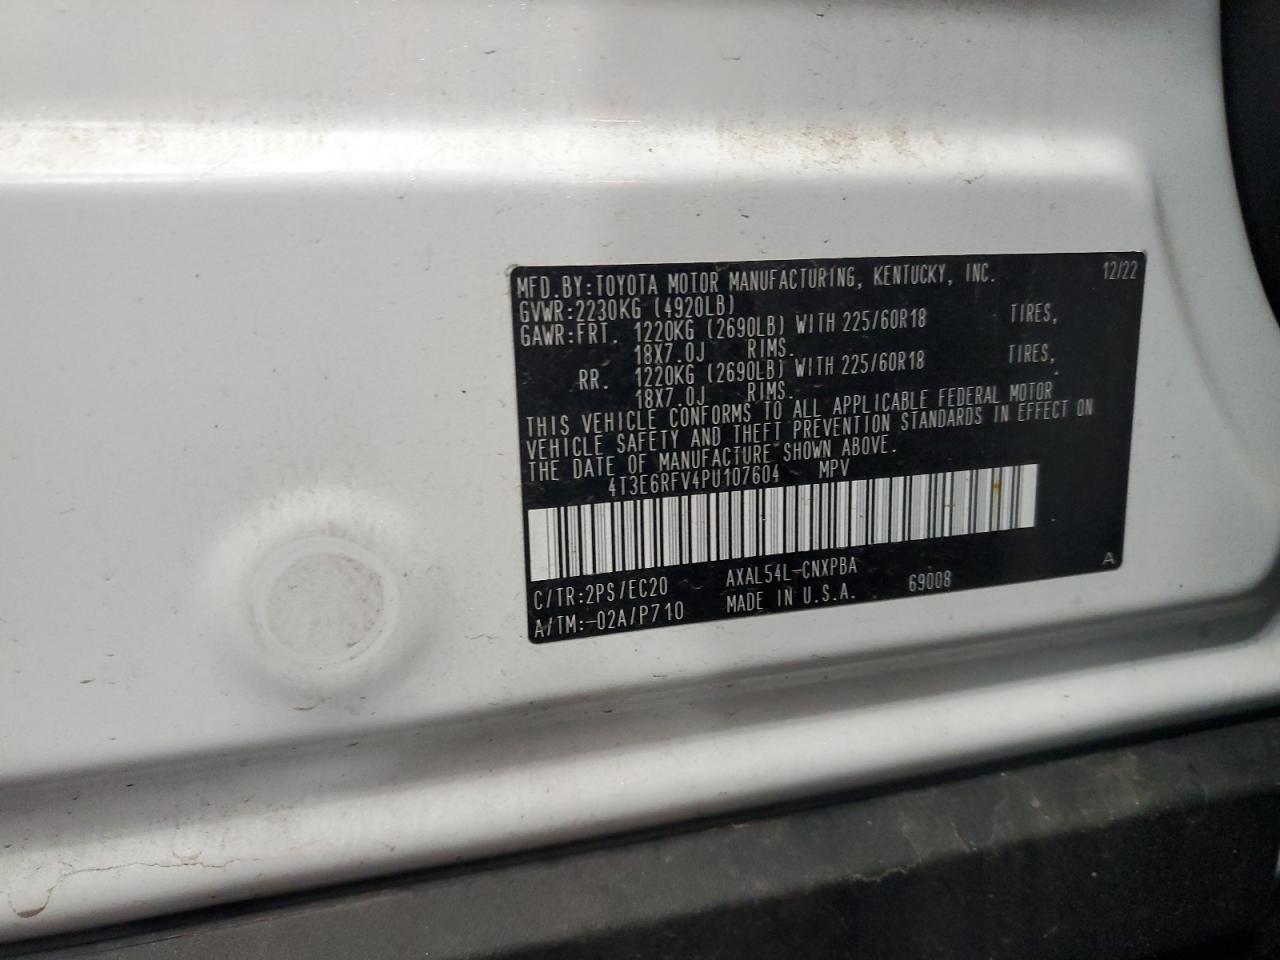 MFD.BY:TOYOTA MOTOR MANUFACTURING, KENTUCKY, INC. 12/22
GVWR:2230KG (4920LB)
GAWR:FRT. 1220KG (2690LB) WITH 225/60R18 TIRES,
18X7.0J RIMS.
RR. 1220KG (2690LB) WITH 225/60R18 TIRES,
18X7.0J RIMS.
THIS VEHICLE CONFORMS TO ALL APPLICABLE FEDERAL MOTOR
VEHICLE SAFETY AND THEFT PREVENTION STANDARDS IN EFFECT ON
THE DATE OF MANUFACTURE SHOWN ABOVE.
4T3E6RFV4PU107604 MPV
C/TR:2PS/EC20 AXAL54L-CNXPBA A
A/TM:-02A/P710 MADE IN U.S.A. 69008